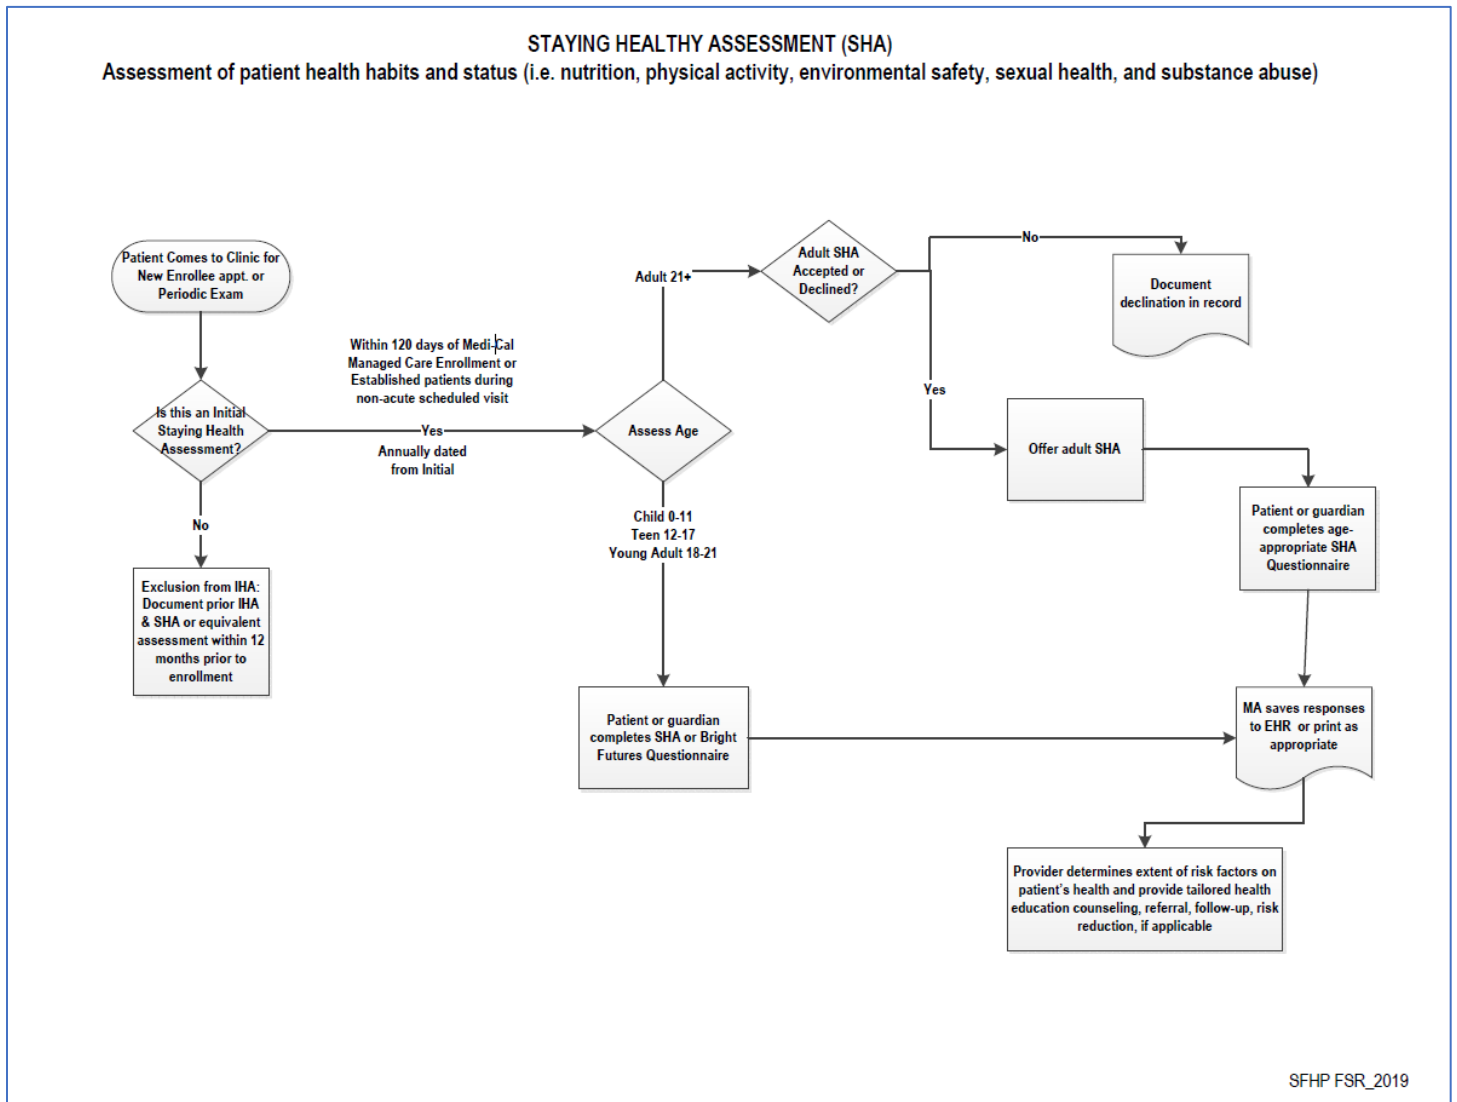 STAYING HEALTHY ASSESSMENT (SHA)
Assessment of patient health habits and status (i.e. nutrition, physical activity, environmental safety, sexual health, and substance abuse)
Patient Comes to Clinic for
New Enrollee appt. or
Periodic Exam
Is this an Initial
Staying Health
Assessment?
No
Exclusion from IHA:
Document prior IHA
& SHA or equivalent
assessment within 12
months prior to
enrollment
Within 120 days of Medi-Cal
Managed Care Enrollment or
Established patients during
non-acute scheduled visit
Yes
Annually dated
from Initial
Assess Age
Adult 21+
Adult SHA
Accepted or
Declined?
No
Document
declination in record
Yes
Offer adult SHA
Patient or guardian
completes age-
appropriate SHA
Questionnaire
Child 0-11
Teen 12-17
Young Adult 18-21
Patient or guardian
completes SHA or Bright
Futures Questionnaire
MA saves responses
to EHR or print as
appropriate
Provider determines extent of risk factors on
patient's health and provide tailored health
education counseling, referral, follow-up, risk
reduction, if applicable
SFHP FSR_2019